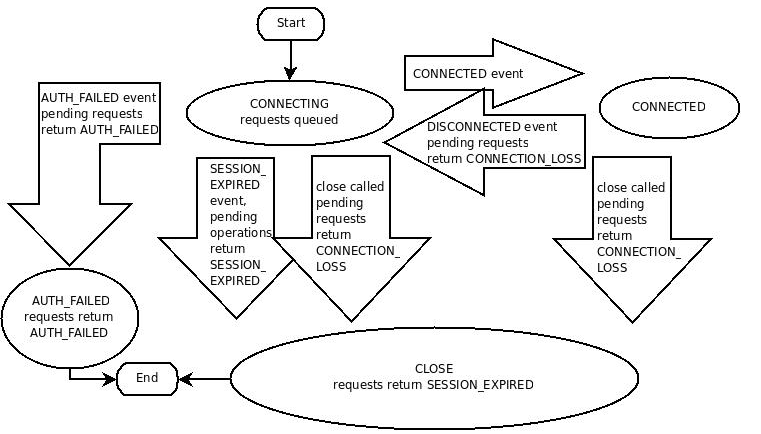 Start
CONNECTING
requests queued
CONNECTED event
CONNECTED
DISCONNECTED event
pending requests
return CONNECTION_LOSS
AUTH_FAILED event
pending requests
return AUTH_FAILED
SESSION_
EXPIRED
event,
pending
operations
return
SESSION_
EXPIRED
close called
pending
requests
return
CONNECTION_
LOSS
close called
pending
requests
return
CONNECTION_
LOSS
AUTH_FAILED
requests return
AUTH_FAILED
End
CLOSE
requests return SESSION_EXPIRED